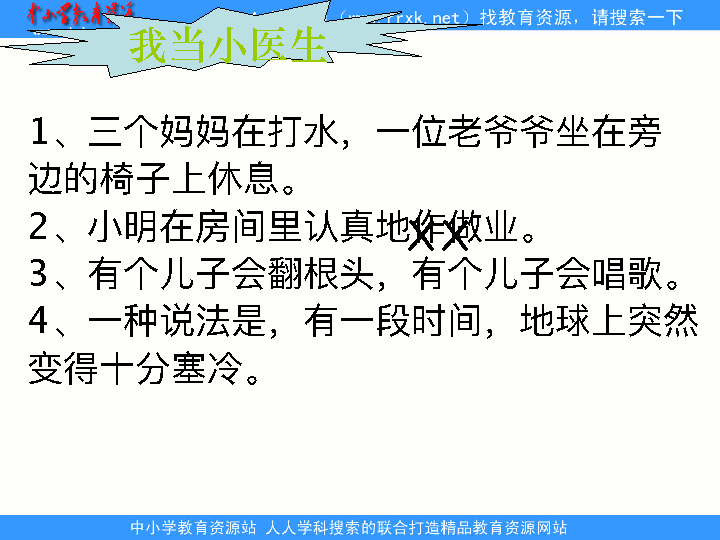 中小学教育资源
rrxk.net）找教育资源，请搜索一下
我当小医生
1、三个妈妈在打水，一位老爷爷坐在旁
边的椅子上休息。
2、小明在房间里认真地作做业。
3、有个儿子会翻根头，有个儿子会唱歌。
4、一种说法是，有一段时间，地球上突然
变得十分塞冷。
中小学教育资源站 人人学科搜索的联合打造精品教育资源网站